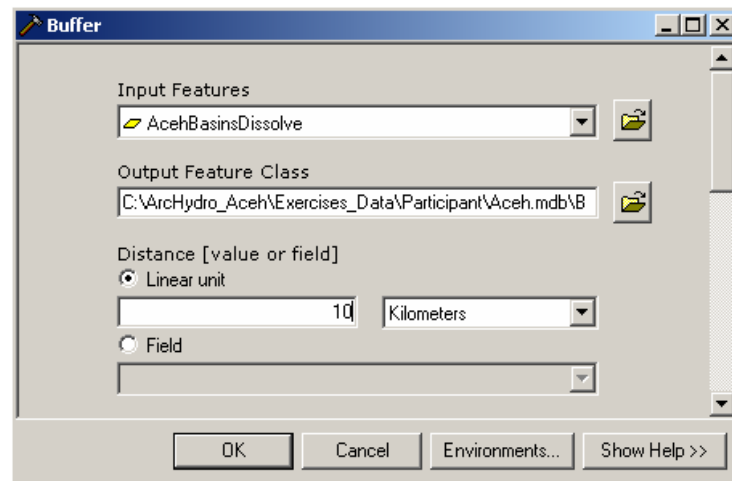 Buffer
Input Features
AcehBasinsDissolve
Output Feature Class
C:\ArcHydro_Aceh\Exercises_Data\Participant\Aceh.mdb\B
Distance [value or field]
Linear unit
10 Kilometers
Field
OK Cancel Environments... Show Help >>